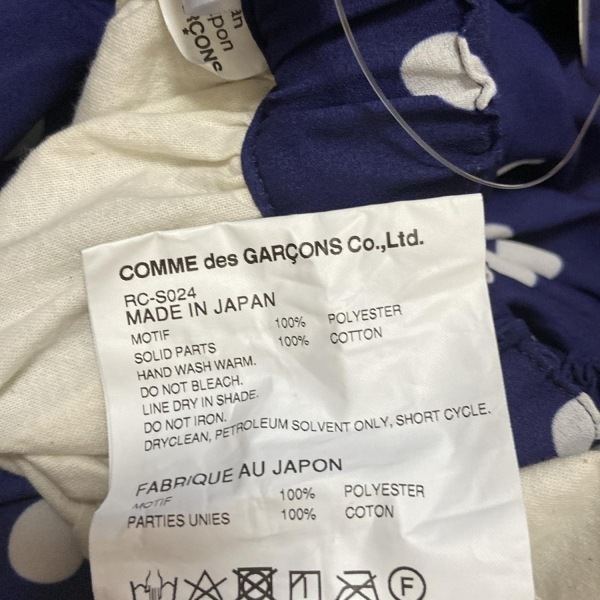 pon
COMME des GARÇONS Co.,Ltd.
RC-S024
MADE IN JAPAN
MOTIF 100% POLYESTER
SOLID PARTS 100% COTTON
HAND WASH WARM.
DO NOT BLEACH.
LINE DRY IN SHADE.
DO NOT IRON.
DRYCLEAN, PETROLEUM SOLVENT ONLY, SHORT CYCLE.
FABRIQUE AU JAPON
MOTIF 100% POLYESTER
PARTIES UNIES 100% COTON
F